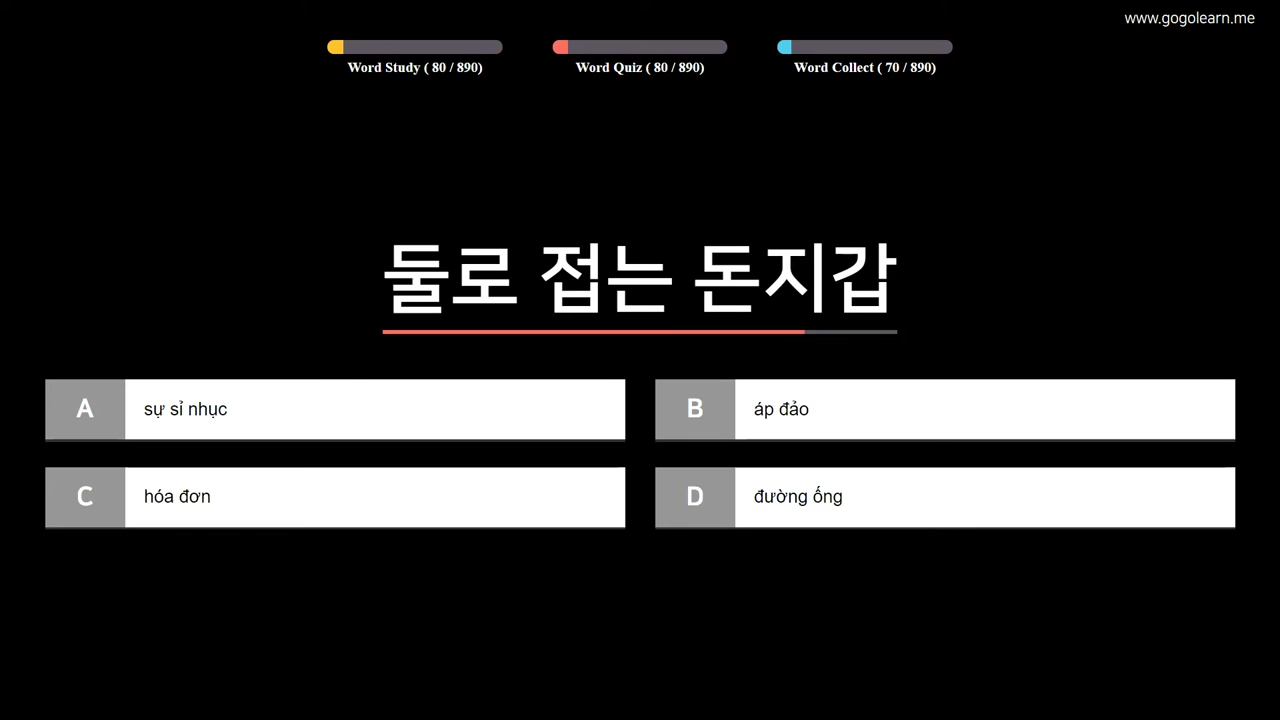 www.gogolearn.me
Word Study ( 80 / 890)
Word Quiz ( 80 / 890)
Word Collect ( 70 / 890)
둘로 접는 돈지갑
A sự sỉ nhục
B áp đảo
C hóa đơn
D đường ống